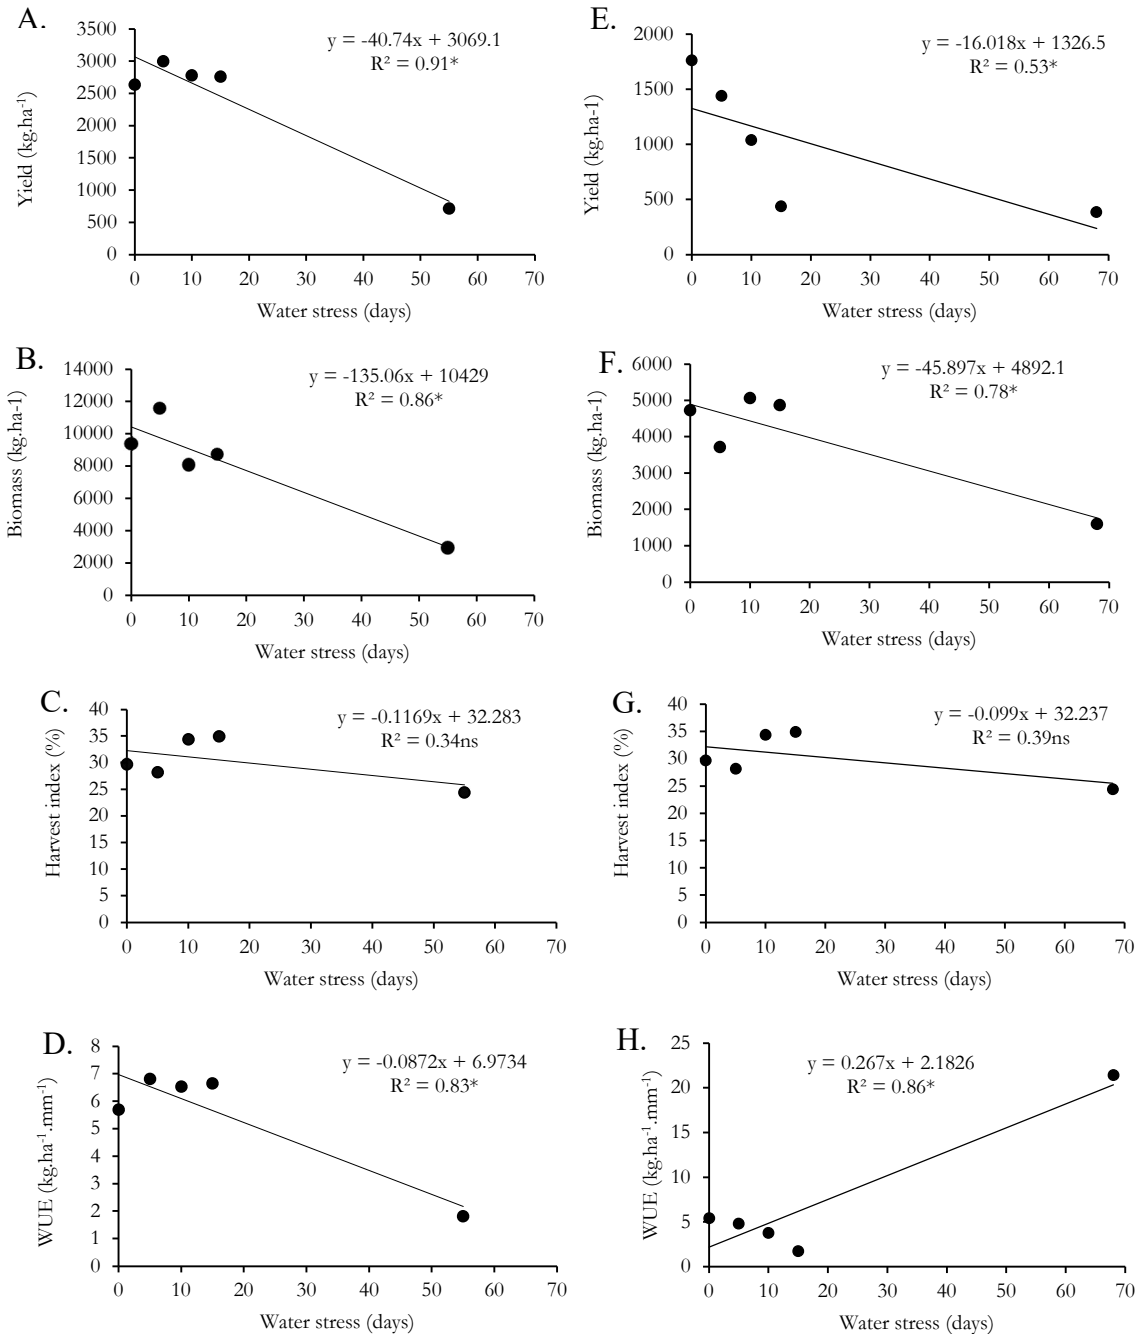 A.
y = -40.74x + 3069.1
R² = 0.91*
Yield (kg.ha⁻¹)
3500
3000
2500
2000
1500
1000
500
0
0 10 20 30 40 50 60 70
Water stress (days)
E.
y = -16.018x + 1326.5
R² = 0.53*
Yield (kg.ha-1)
2000
1500
1000
500
0
0 10 20 30 40 50 60 70
Water stress (days)
B.
y = -135.06x + 10429
R² = 0.86*
Biomass (kg.ha-1)
14000
12000
10000
8000
6000
4000
2000
0
0 10 20 30 40 50 60 70
Water stress (days)
F.
y = -45.897x + 4892.1
R² = 0.78*
Biomass (kg.ha-1)
6000
5000
4000
3000
2000
1000
0
0 10 20 30 40 50 60 70
Water stress (days)
C.
y = -0.1169x + 32.283
R² = 0.34ns
Harvest index (%)
40
35
30
25
20
15
10
5
0
0 10 20 30 40 50 60 70
Water stress (days)
G.
y = -0.099x + 32.237
R² = 0.39ns
Harvest index (%)
40
35
30
25
20
15
10
5
0
0 10 20 30 40 50 60 70
Water stress (days)
D.
y = -0.0872x + 6.9734
R² = 0.83*
WUE (kg.ha⁻¹.mm⁻¹)
8
7
6
5
4
3
2
1
0
0 10 20 30 40 50 60 70
Water stress (days)
H.
y = 0.267x + 2.1826
R² = 0.86*
WUE (kg.ha⁻¹.mm⁻¹)
25
20
15
10
5
0
0 10 20 30 40 50 60 70
Water stress (days)